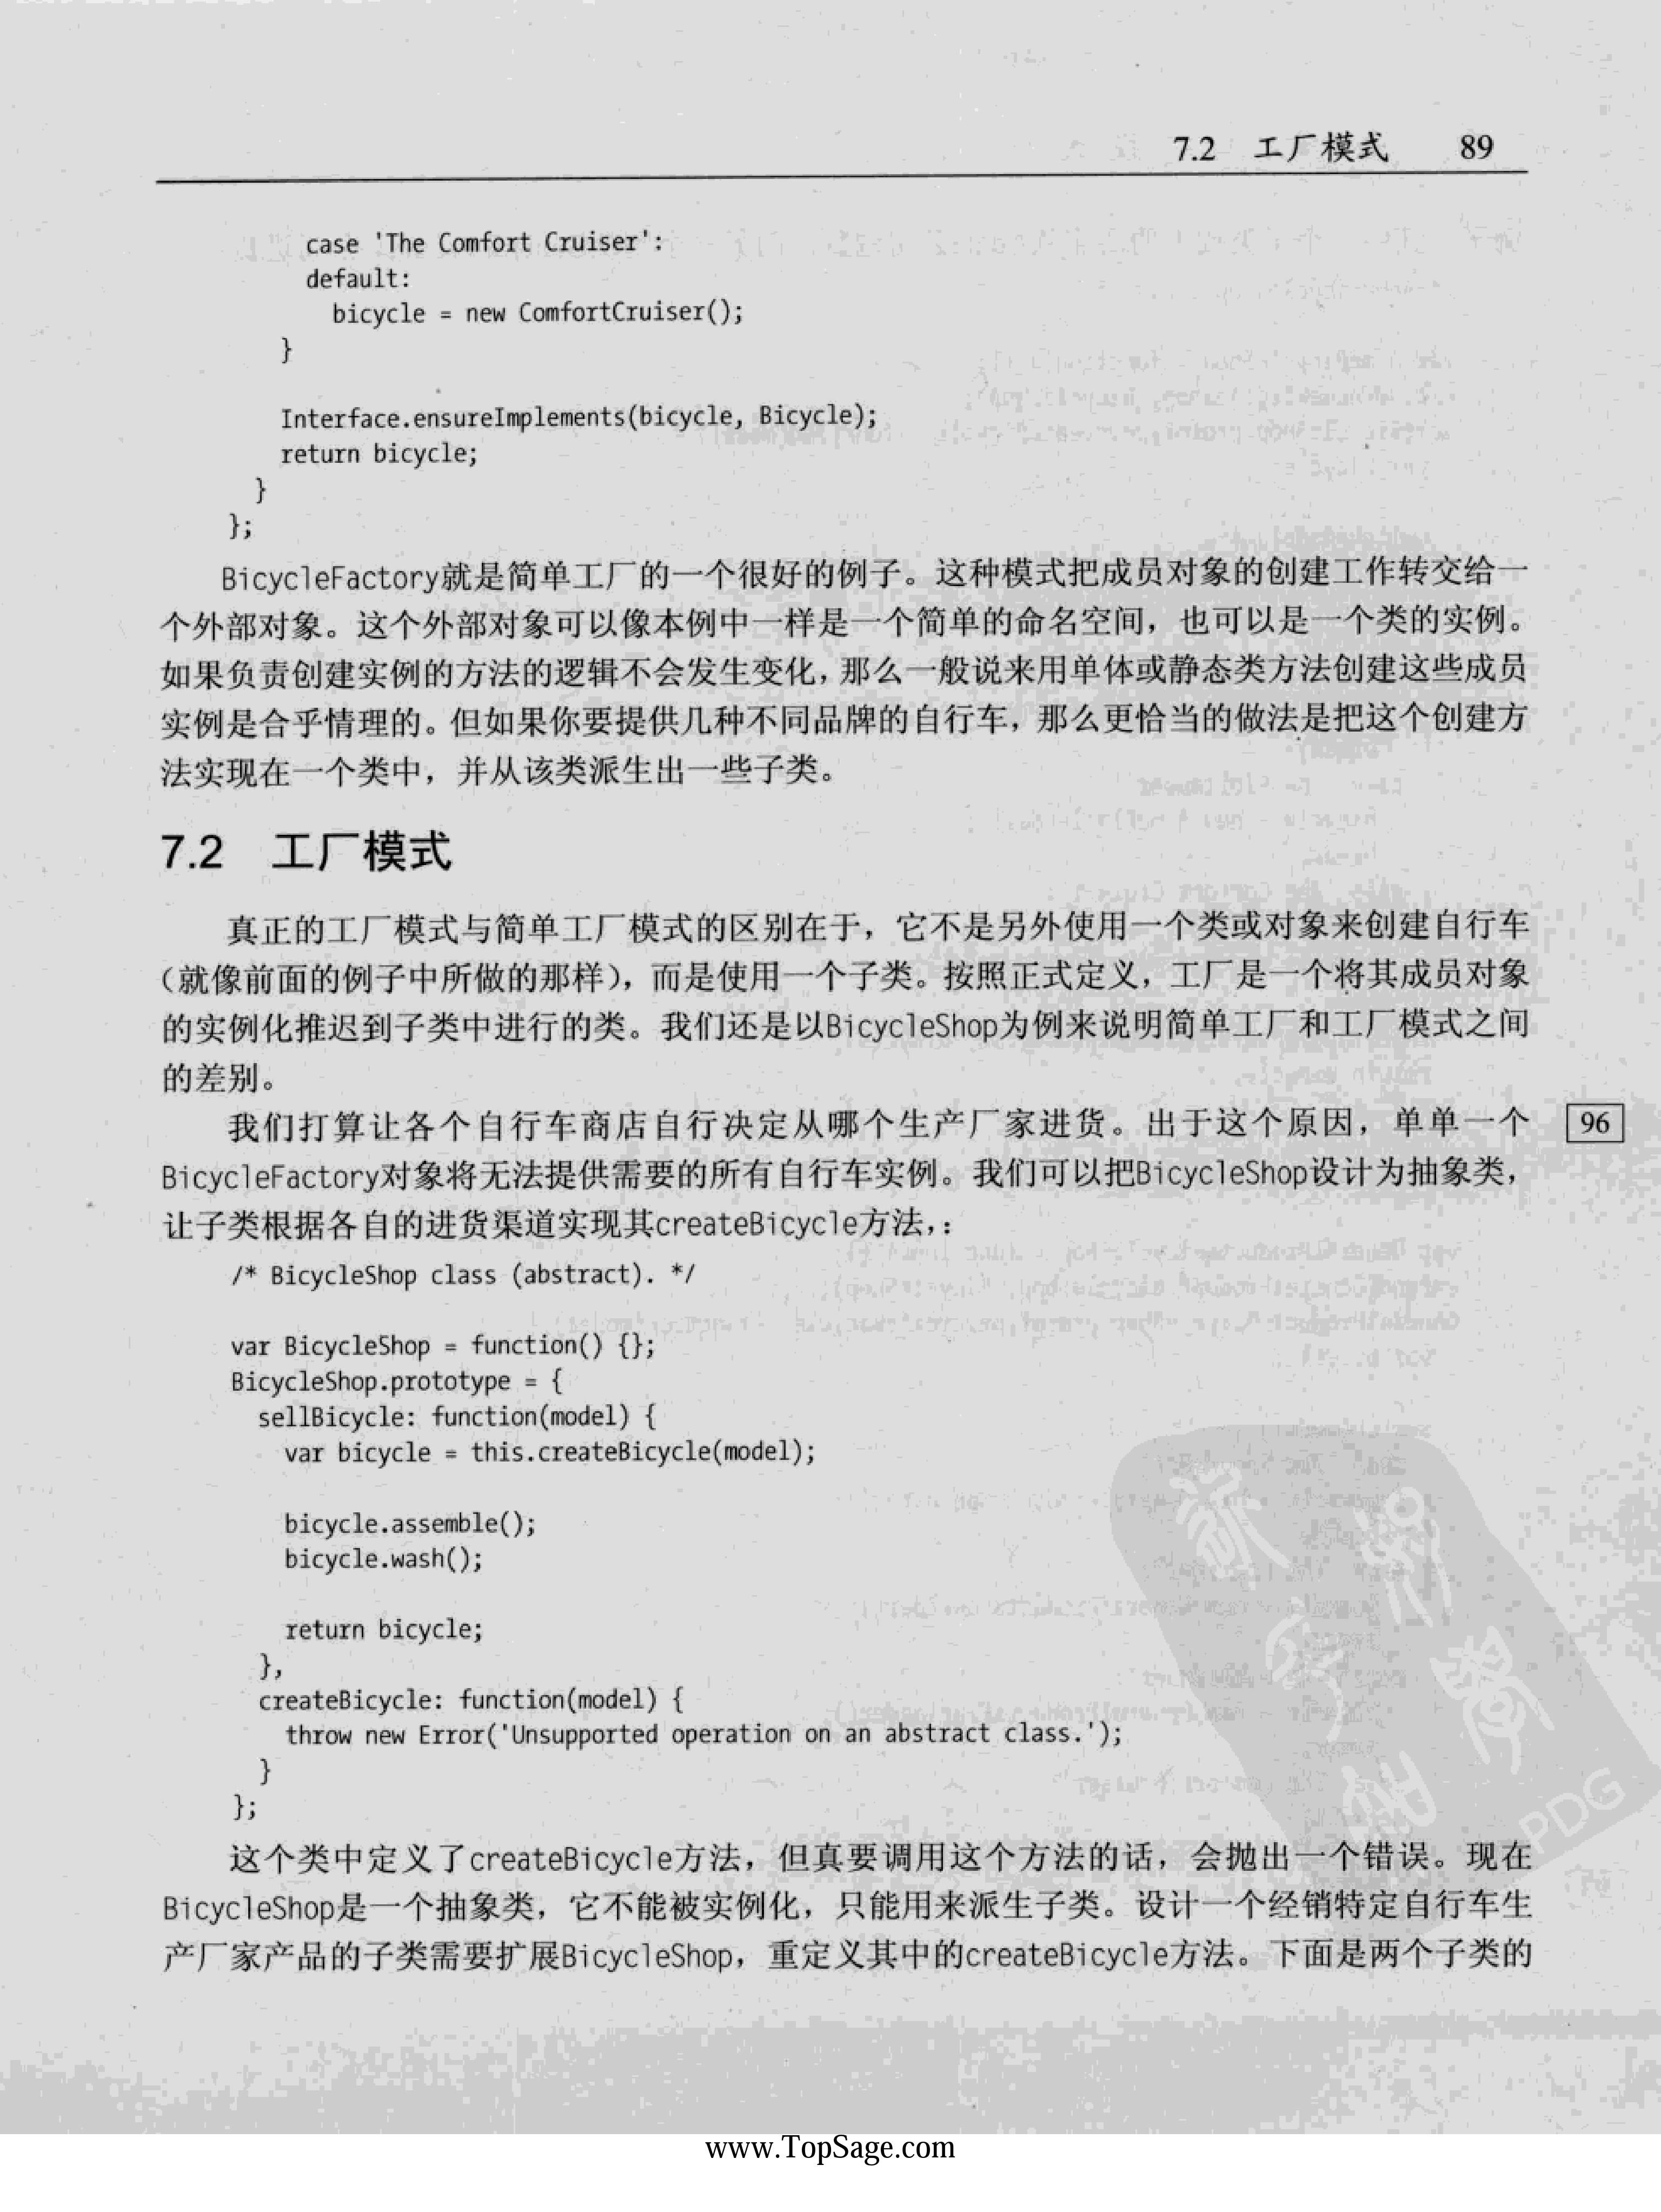 7.2 工厂模式 89
case 'The Comfort Cruiser':
default:
bicycle = new ComfortCruiser();
}
Interface.ensureImplements(bicycle, Bicycle);
return bicycle;
}
};
BicycleFactory就是简单工厂的一个很好的例子。这种模式把成员对象的创建工作转交给一
个外部对象。这个外部对象可以像本例中一样是一个简单的命名空间，也可以是一个类的实例。
如果负责创建实例的方法的逻辑不会发生变化，那么一般说来用单体或静态类方法创建这些成员
实例是合乎情理的。但如果你要提供几种不同品牌的自行车，那么更恰当的做法是把这个创建方
法实现在一个类中，并从该类派生出一些子类。
7.2 工厂模式
真正的工厂模式与简单工厂模式的区别在于，它不是另外使用一个类或对象来创建自行车
（就像前面的例子中所做的那样），而是使用一个子类。按照正式定义，工厂是一个将其成员对象
的实例化推迟到子类中进行的类。我们还是以BicycleShop为例来说明简单工厂和工厂模式之间
的差别。
我们打算让各个自行车商店自行决定从哪个生产厂家进货。出于这个原因，单单一个
96
BicycleFactory对象将无法提供需要的所有自行车实例。我们可以把BicycleShop设计为抽象类，
让子类根据各自的进货渠道实现其createBicycle方法，：
/* BicycleShop class (abstract). */
var BicycleShop = function() {};
BicycleShop.prototype = {
sellBicycle: function(model) {
var bicycle = this.createBicycle(model);
bicycle.assemble();
bicycle.wash();
return bicycle;
},
createBicycle: function(model) {
throw new Error('Unsupported operation on an abstract class.');
}
};
这个类中定义了createBicycle方法，但真要调用这个方法的话，会抛出一个错误。现在
BicycleShop是一个抽象类，它不能被实例化，只能用来派生子类。设计一个经销特定自行车生
产厂家产品的子类需要扩展BicycleShop，重定义其中的createBicycle方法。下面是两个子类的
PDG
www.TopSage.com